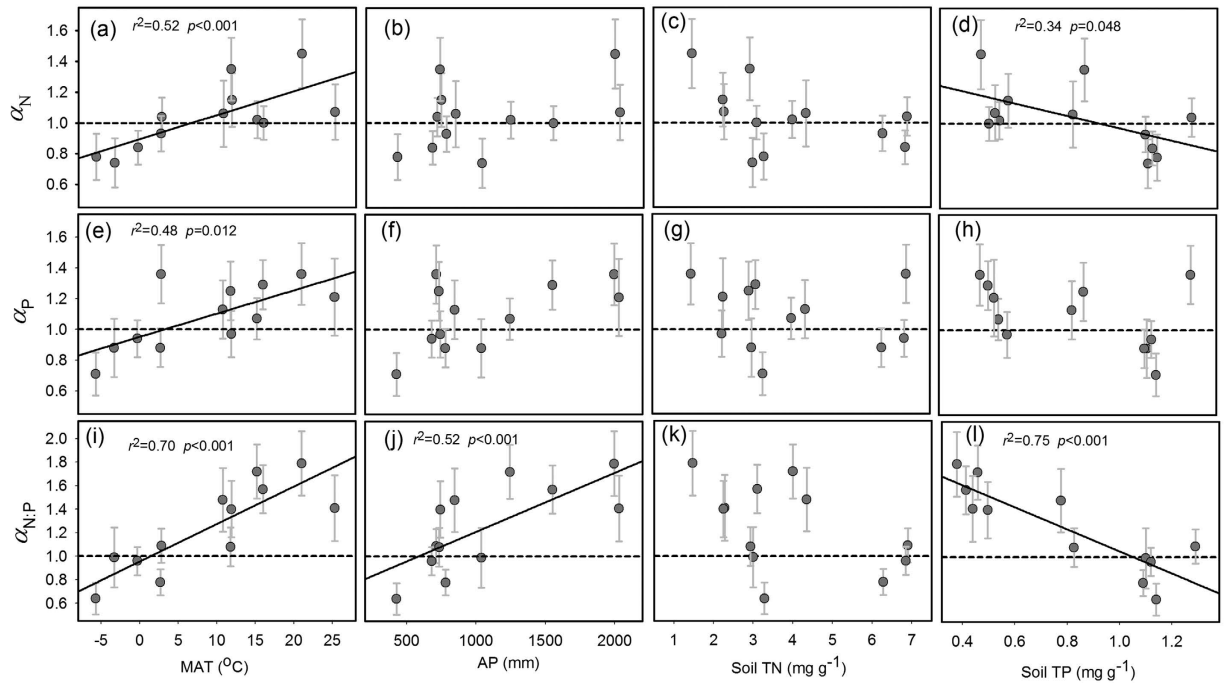 (a) r²=0.52 p<0.001
(b)
(c)
(d) r²=0.34 p=0.048
αN
1.6
1.4
1.2
1.0
0.8
0.6
(e) r²=0.48 p=0.012
(f)
(g)
(h)
αP
1.6
1.4
1.2
1.0
0.8
0.6
(i) r²=0.70 p<0.001
(j) r²=0.52 p<0.001
(k)
(l) r²=0.75 p<0.001
αN:P
2.0
1.8
1.6
1.4
1.2
1.0
0.8
0.6
-5 0 5 10 15 20 25
500 1000 1500 2000
1 2 3 4 5 6 7
0.4 0.6 0.8 1.0 1.2
MAT (⁰C)
AP (mm)
Soil TN (mg g⁻¹)
Soil TP (mg g⁻¹)